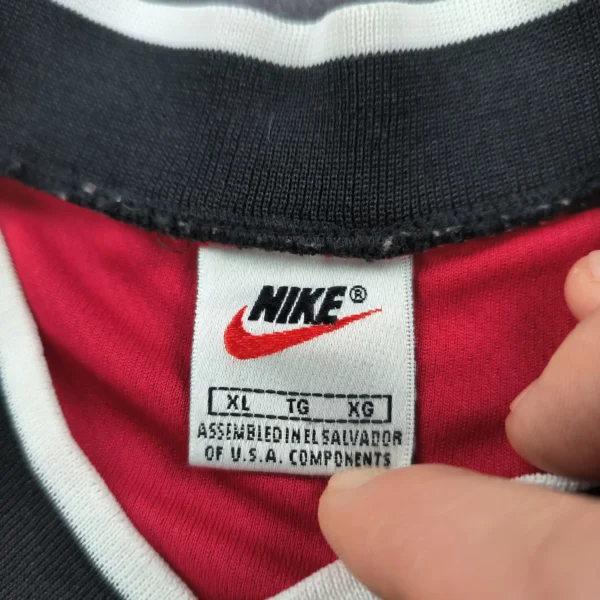 NIKE®
XL TG XG
ASSEMBLED IN EL SALVADOR
OF U.S.A. COMPONENTS